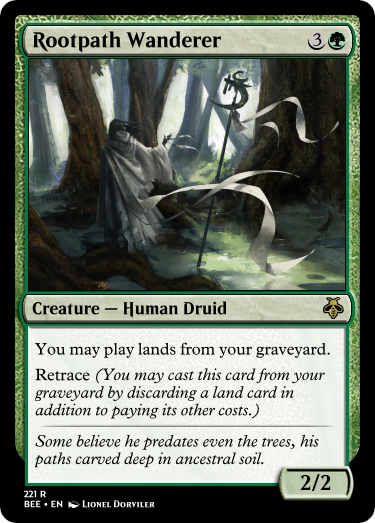 Rootpath Wanderer 3
Creature — Human Druid
You may play lands from your graveyard.
Retrace (You may cast this card from your
graveyard by discarding a land card in
addition to paying its other costs.)
Some believe he predates even the trees, his
paths carved deep in ancestral soil.
2/2
221 R
BEE • EN Lionel Dorviler